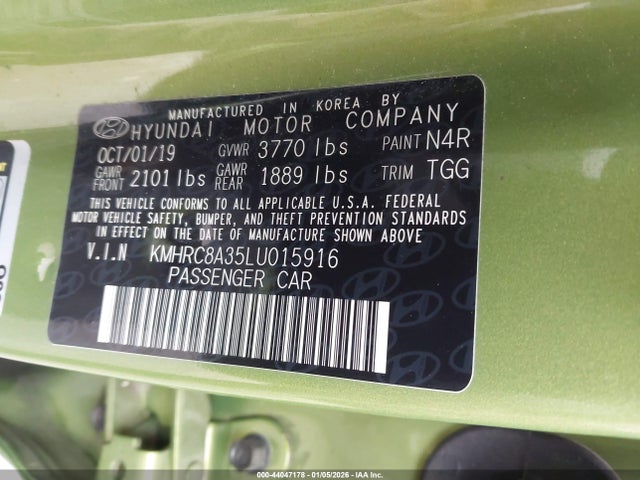 MANUFACTURED IN KOREA BY
HYUNDAI MOTOR COMPANY
OCT/01/19 GVWR 3770 lbs PAINT N4R
GAWR FRONT 2101 lbs GAWR REAR 1889 lbs TRIM TGG
THIS VEHICLE CONFORMS TO ALL APPLICABLE U.S.A. FEDERAL
MOTOR VEHICLE SAFETY, BUMPER, AND THEFT PREVENTION STANDARDS
IN EFFECT ON THE DATE OF MANUFACTURE SHOWN ABOVE
V.I.N KMHRC8A35LU015916
PASSENGER CAR
000-44047178 - 01/05/2026 - IAA Inc.